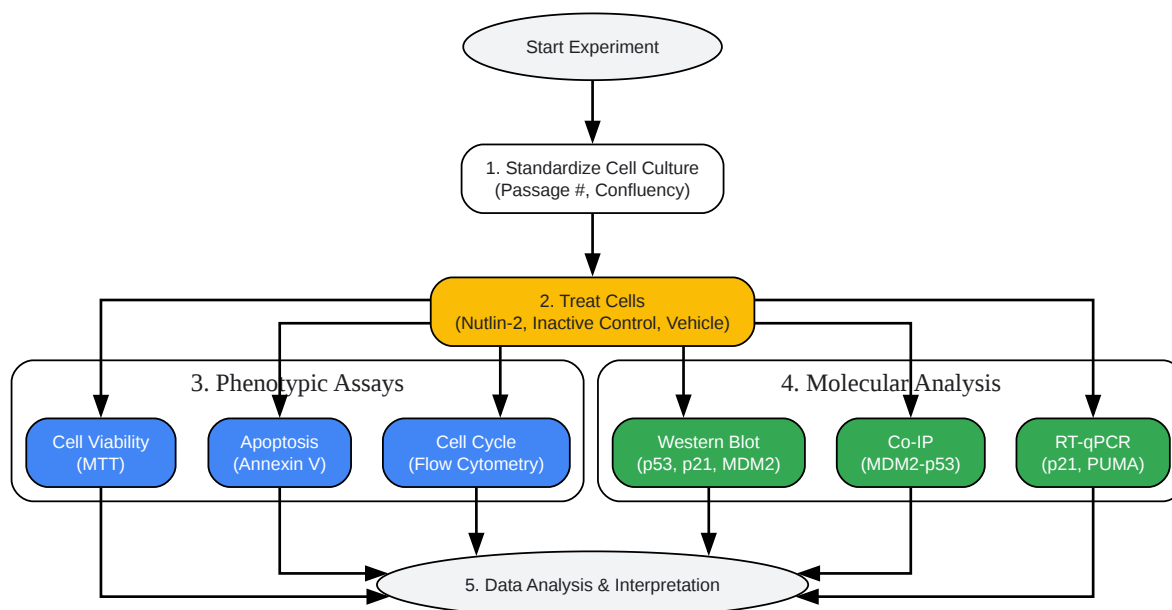 Start Experiment
1. Standardize Cell Culture
(Passage #, Confluency)
2. Treat Cells
(Nutlin-2, Inactive Control, Vehicle)
3. Phenotypic Assays
Cell Viability
(MTT)
Apoptosis
(Annexin V)
Cell Cycle
(Flow Cytometry)
4. Molecular Analysis
Western Blot
(p53, p21, MDM2)
Co-IP
(MDM2-p53)
RT-qPCR
(p21, PUMA)
5. Data Analysis & Interpretation